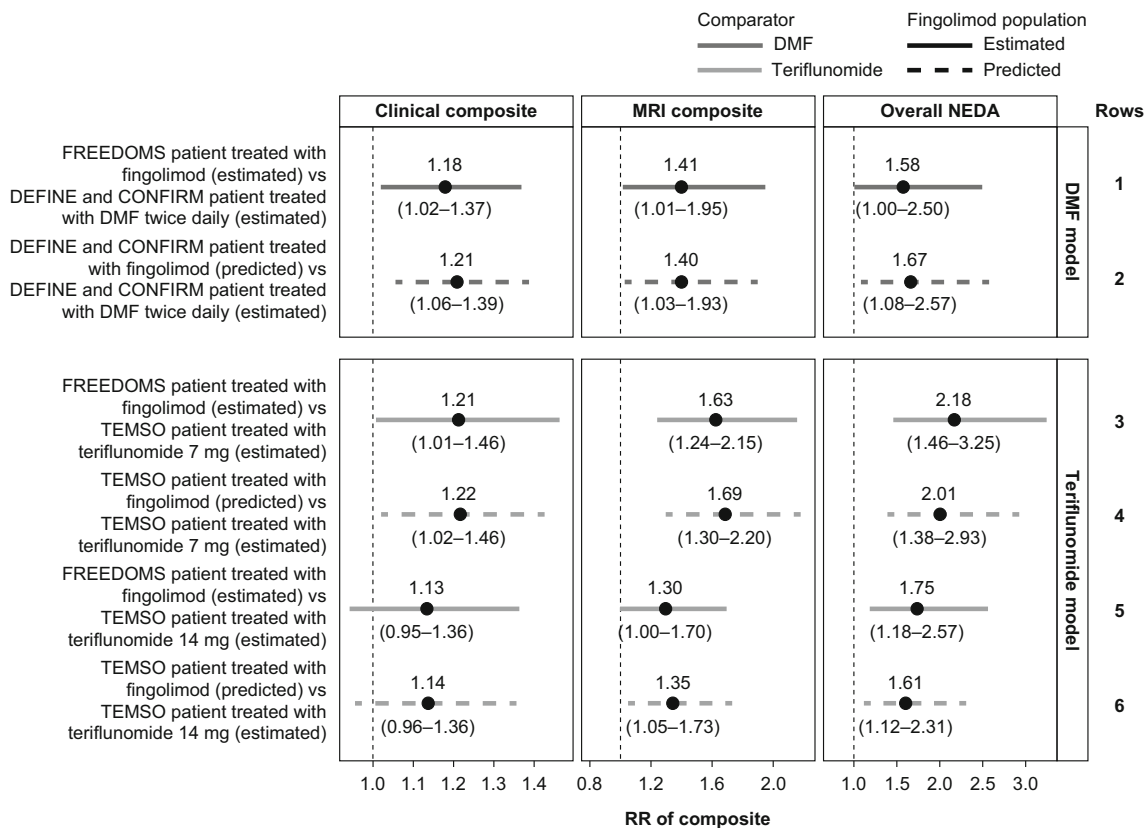 Comparator
DMF
Teriflunomide
Fingolimod population
Estimated
Predicted
Clinical composite
MRI composite
Overall NEDA
Rows
FREEDOMS patient treated with
fingolimod (estimated) vs
DEFINE and CONFIRM patient treated
with DMF twice daily (estimated)
1.18
(1.02–1.37)
1.41
(1.01–1.95)
1.58
(1.00–2.50)
1
DEFINE and CONFIRM patient treated
with fingolimod (predicted) vs
DEFINE and CONFIRM patient treated
with DMF twice daily (estimated)
1.21
(1.06–1.39)
1.40
(1.03–1.93)
1.67
(1.08–2.57)
2
DMF model
FREEDOMS patient treated with
fingolimod (estimated) vs
TEMSO patient treated with
teriflunomide 7 mg (estimated)
1.21
(1.01–1.46)
1.63
(1.24–2.15)
2.18
(1.46–3.25)
3
TEMSO patient treated with
fingolimod (predicted) vs
TEMSO patient treated with
teriflunomide 7 mg (estimated)
1.22
(1.02–1.46)
1.69
(1.30–2.20)
2.01
(1.38–2.93)
4
FREEDOMS patient treated with
fingolimod (estimated) vs
TEMSO patient treated with
teriflunomide 14 mg (estimated)
1.13
(0.95–1.36)
1.30
(1.00–1.70)
1.75
(1.18–2.57)
5
TEMSO patient treated with
fingolimod (predicted) vs
TEMSO patient treated with
teriflunomide 14 mg (estimated)
1.14
(0.96–1.36)
1.35
(1.05–1.73)
1.61
(1.12–2.31)
6
Teriflunomide model
1.0 1.1 1.2 1.3 1.4
0.8 1.2 1.6 2.0
1.0 1.5 2.0 2.5 3.0
RR of composite